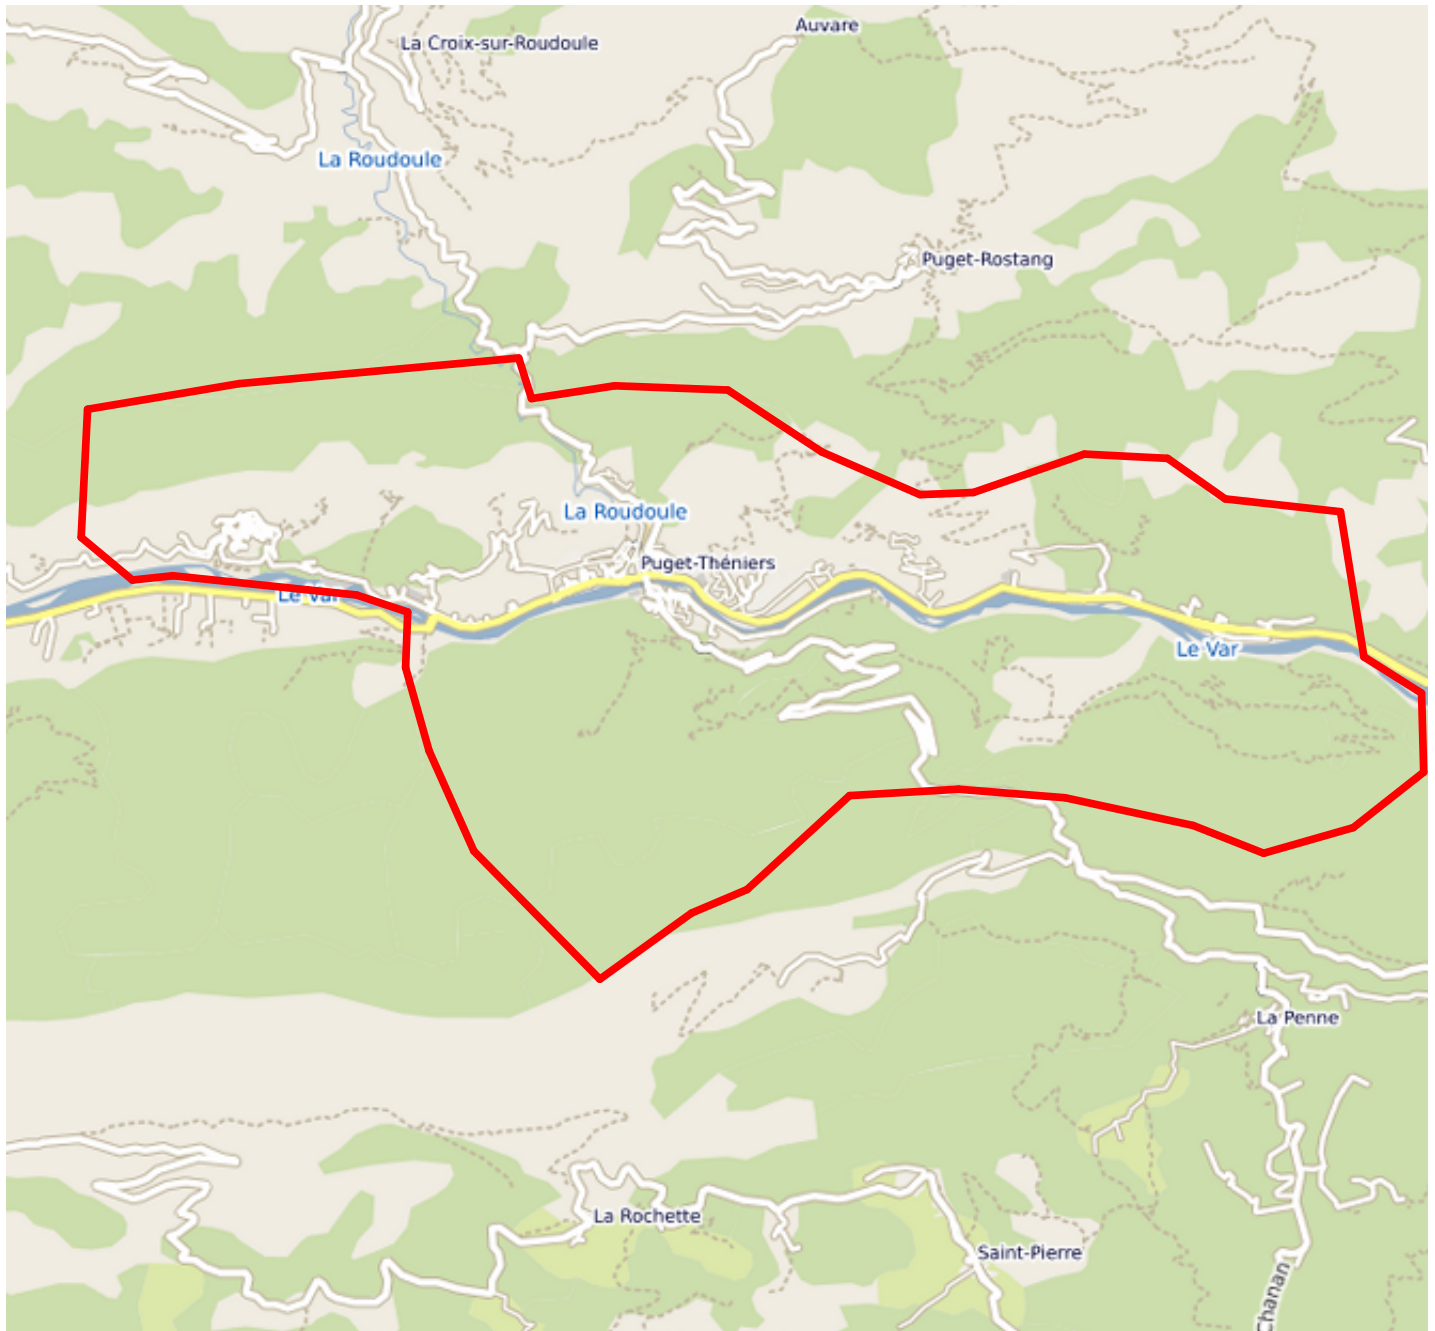 Auvare
La Croix-sur-Roudoule
La Roudoule
Puget-Rostang
La Roudoule
Puget-Théniers
Le Var
Le Var
La Penne
La Rochette
Saint-Pierre
Chanan